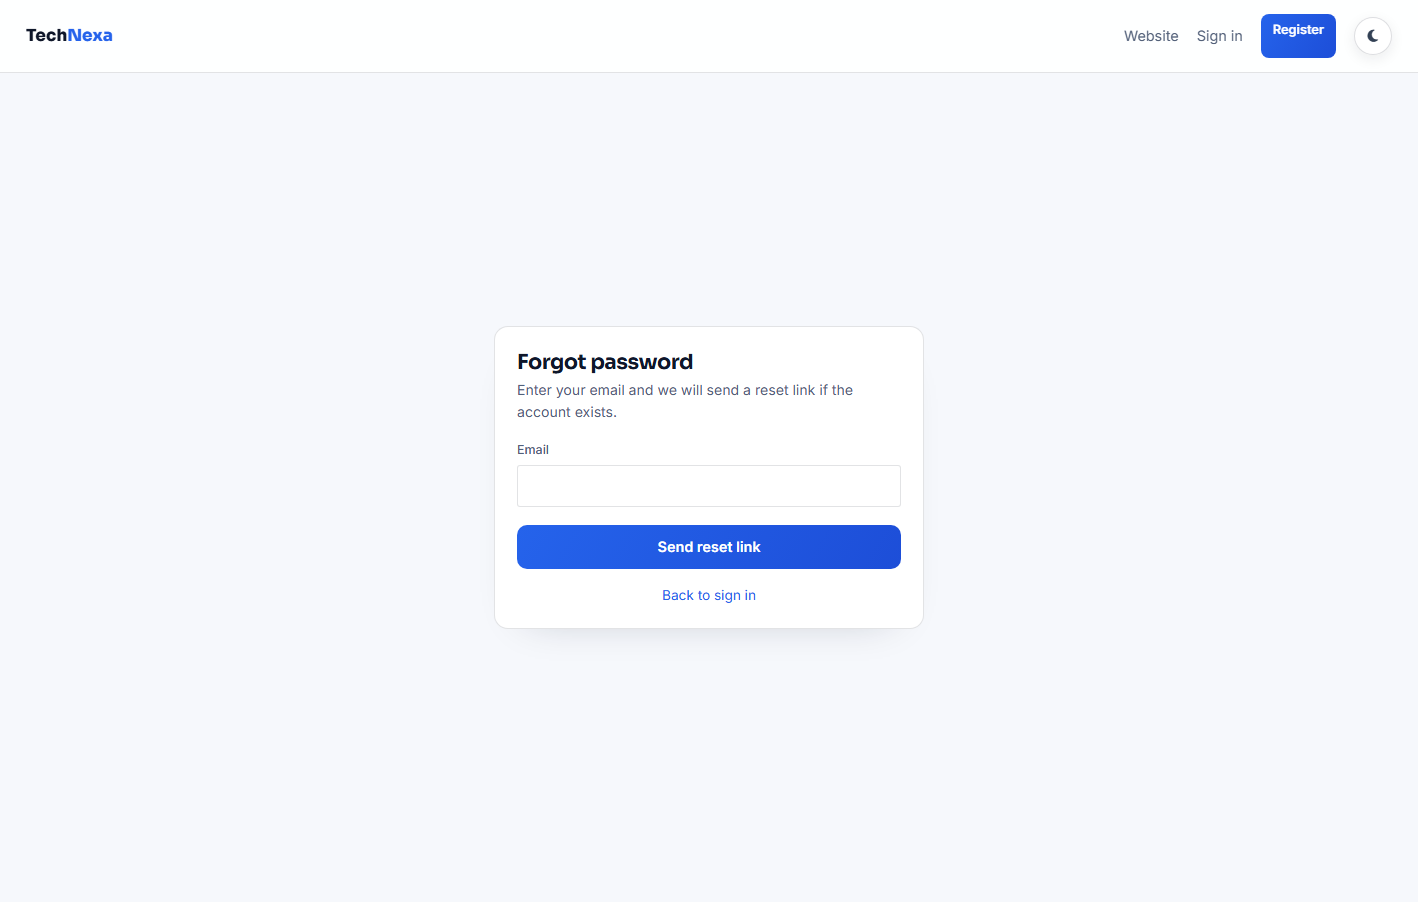 TechNexa
Website
Sign in
Register
Forgot password
Enter your email and we will send a reset link if the
account exists.
Email
Send reset link
Back to sign in